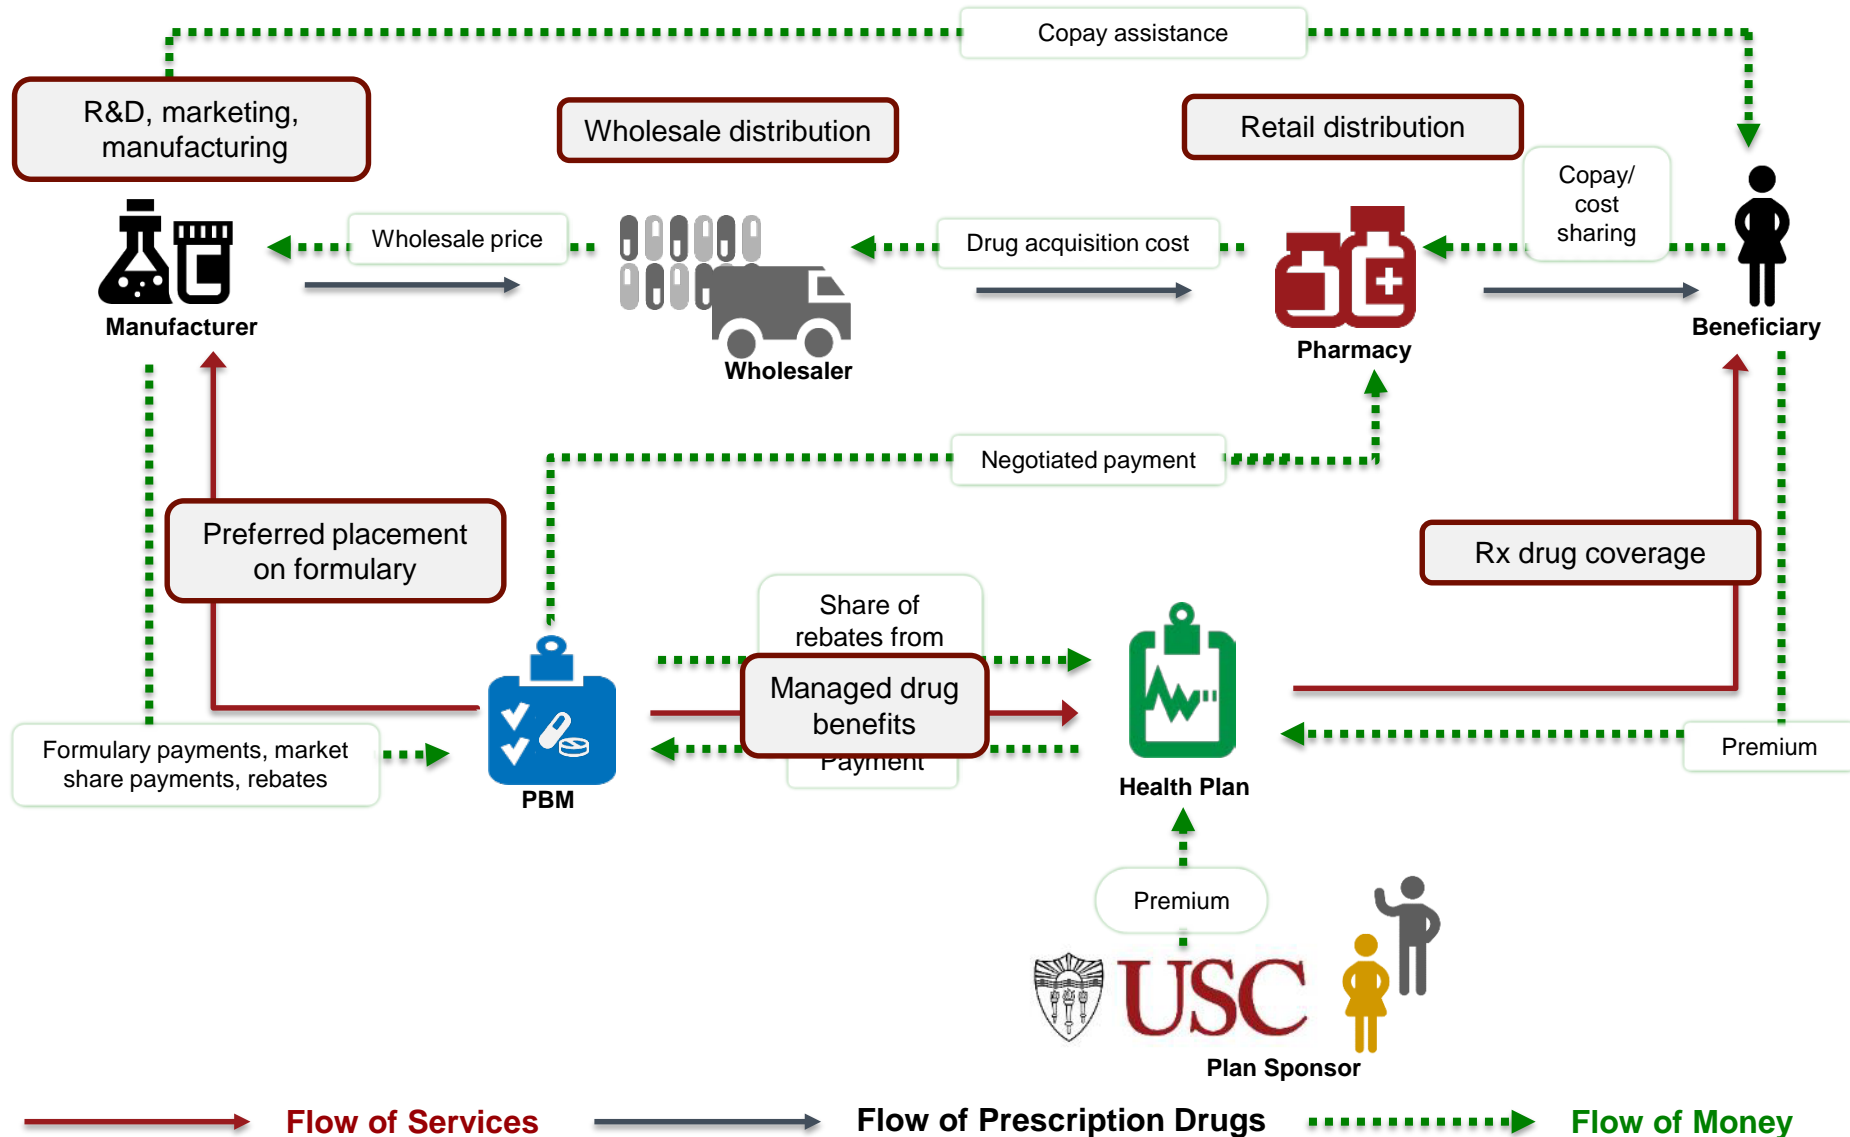 Copay assistance
R&D, marketing,
manufacturing
Wholesale distribution
Retail distribution
Copay/
cost
sharing
Wholesale price
Drug acquisition cost
Manufacturer
Wholesaler
Pharmacy
Beneficiary
Negotiated payment
Preferred placement
on formulary
Rx drug coverage
Share of
rebates from
Managed drug
benefits
Payment
Formulary payments, market
share payments, rebates
PBM
Health Plan
Premium
Premium
USC
Plan Sponsor
Flow of Services
Flow of Prescription Drugs
Flow of Money